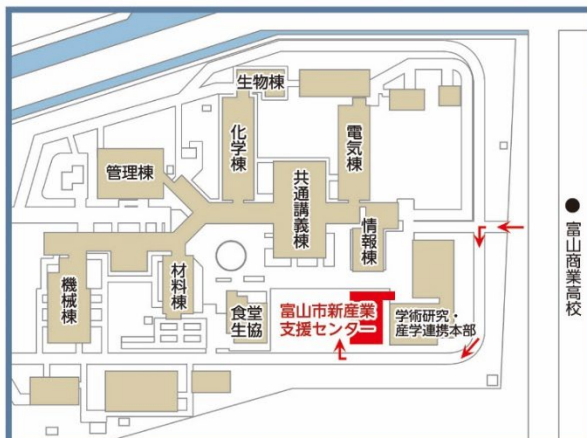 生物棟
化学棟
電気棟
管理棟
共通講義棟
情報棟
● 富山商業高校
機械棟
材料棟
食堂
生協
富山市新産業
支援センター
学術研究・
産学連携本部